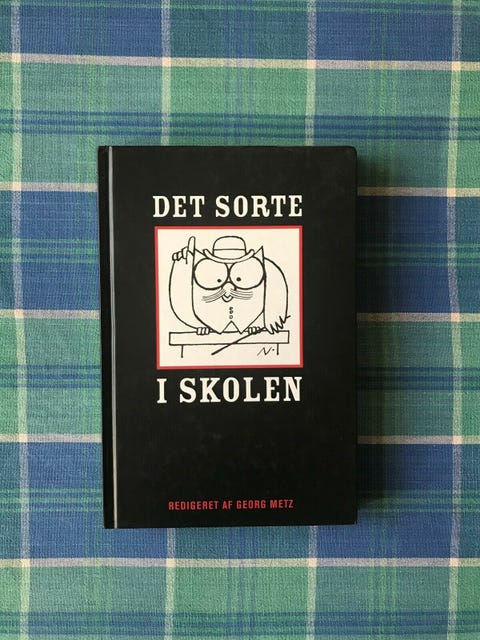 DET SORTE
I SKOLEN
REDIGERET AF GEORG METZ